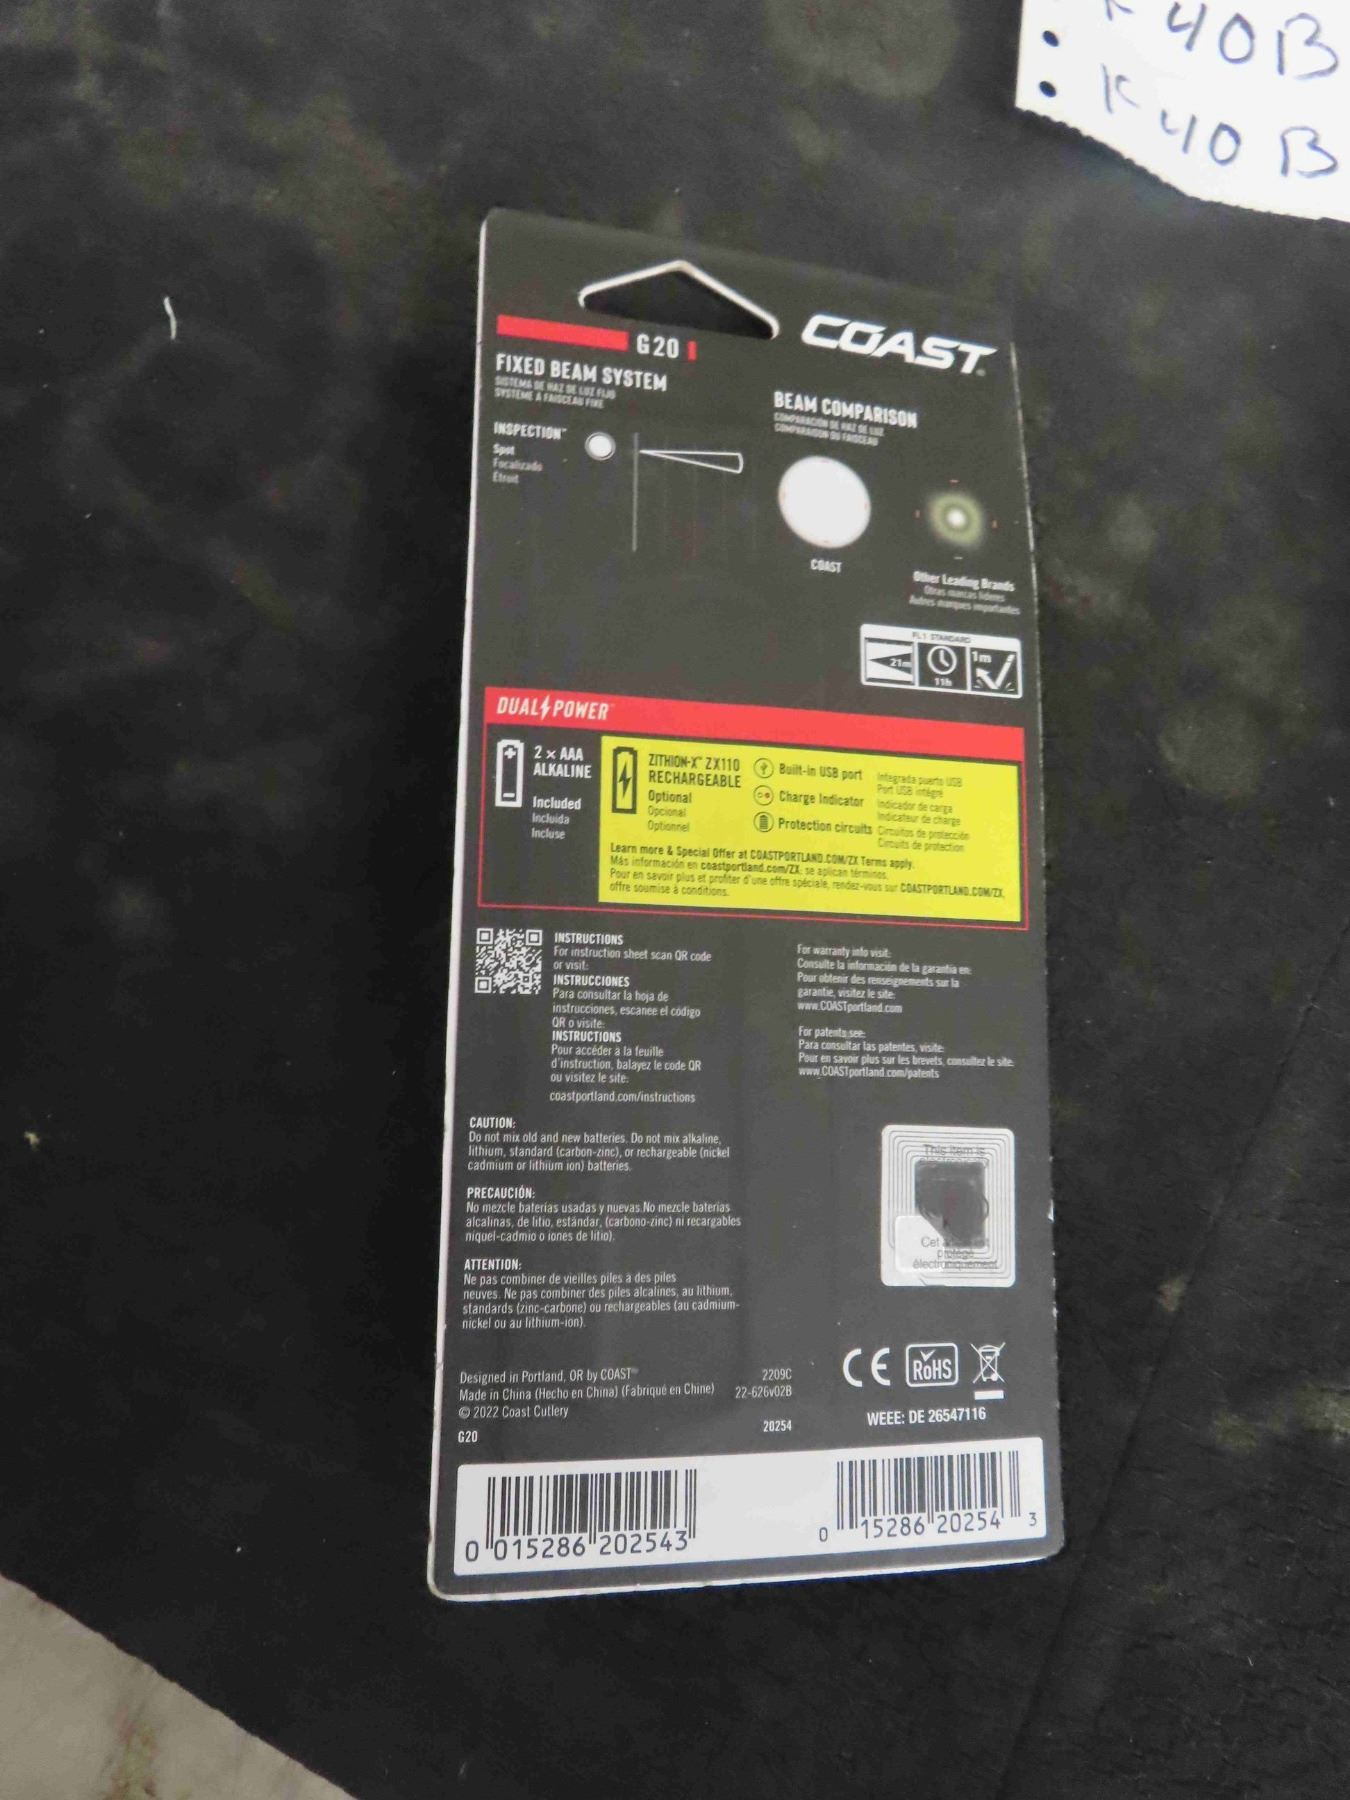 40B
K 40 B
COAST
G20
FIXED BEAM SYSTEM
SISTEMA DE HAZ DE LUZ FIJO
SYSTÈME À FAISCEAU FIXE
BEAM COMPARISON
COMPARACIÓN DE HAZ DE LUZ
COMPARAISON DU FAISCEAU
INSPECTION™
Spot
Focalizado
Étroit
COAST
Other Leading Brands
Otras marcas líderes
Autres marques importantes
FL1 STANDARD
21m
11h
1m
DUAL POWER™
2 x AAA
ALKALINE
Included
Incluida
Incluse
ZITHION-X™ ZX110
RECHARGEABLE
Optional
Opcional
Optionnel
Built-in USB port
Integrada puerto USB
Port USB intégré
Charge Indicator
Indicador de carga
Indicateur de charge
Protection circuits
Circuitos de protección
Circuits de protection
Learn more & Special Offer at COASTPORTLAND.COM/ZX Terms apply.
Más información en coastportland.com/ZX; se aplican términos.
Pour en savoir plus et profiter d'une offre spéciale, rendez-vous sur COASTPORTLAND.COM/ZX,
offre soumise à conditions.
INSTRUCTIONS
For instruction sheet scan QR code
or visit:
INSTRUCCIONES
Para consultar la hoja de
instrucciones, escanee el código
QR o visite:
INSTRUCTIONS
Pour accéder à la feuille
d'instruction, balayez le code QR
ou visitez le site:
coastportland.com/instructions
For warranty info visit:
Consulte la información de la garantía en:
Pour obtenir des renseignements sur la
garantie, visitez le site:
www.COASTportland.com
For patents see:
Para consultar las patentes, visite:
Pour en savoir plus sur les brevets, consultez le site:
www.COASTportland.com/patents
CAUTION:
Do not mix old and new batteries. Do not mix alkaline,
lithium, standard (carbon-zinc), or rechargeable (nickel
cadmium or lithium ion) batteries.
PRECAUCIÓN:
No mezcle baterías usadas y nuevas.No mezcle baterías
alcalinas, de litio, estándar, (carbono-zinc) ni recargables
níquel-cadmio o iones de litio).
ATTENTION:
Ne pas combiner de vieilles piles à des piles
neuves. Ne pas combiner des piles alcalines, au lithium,
standards (zinc-carbone) ou rechargeables (au cadmium-
nickel ou au lithium-ion).
This item is
Cet
protégé
électroniquement
Designed in Portland, OR by COAST®
Made in China (Hecho en China) (Fabriqué en Chine)
© 2022 Coast Cutlery
G20
2209C
22-626v02B
20254
CE
RoHS
WEEE: DE 26547116
0 015286 202543
0 15286 20254 3